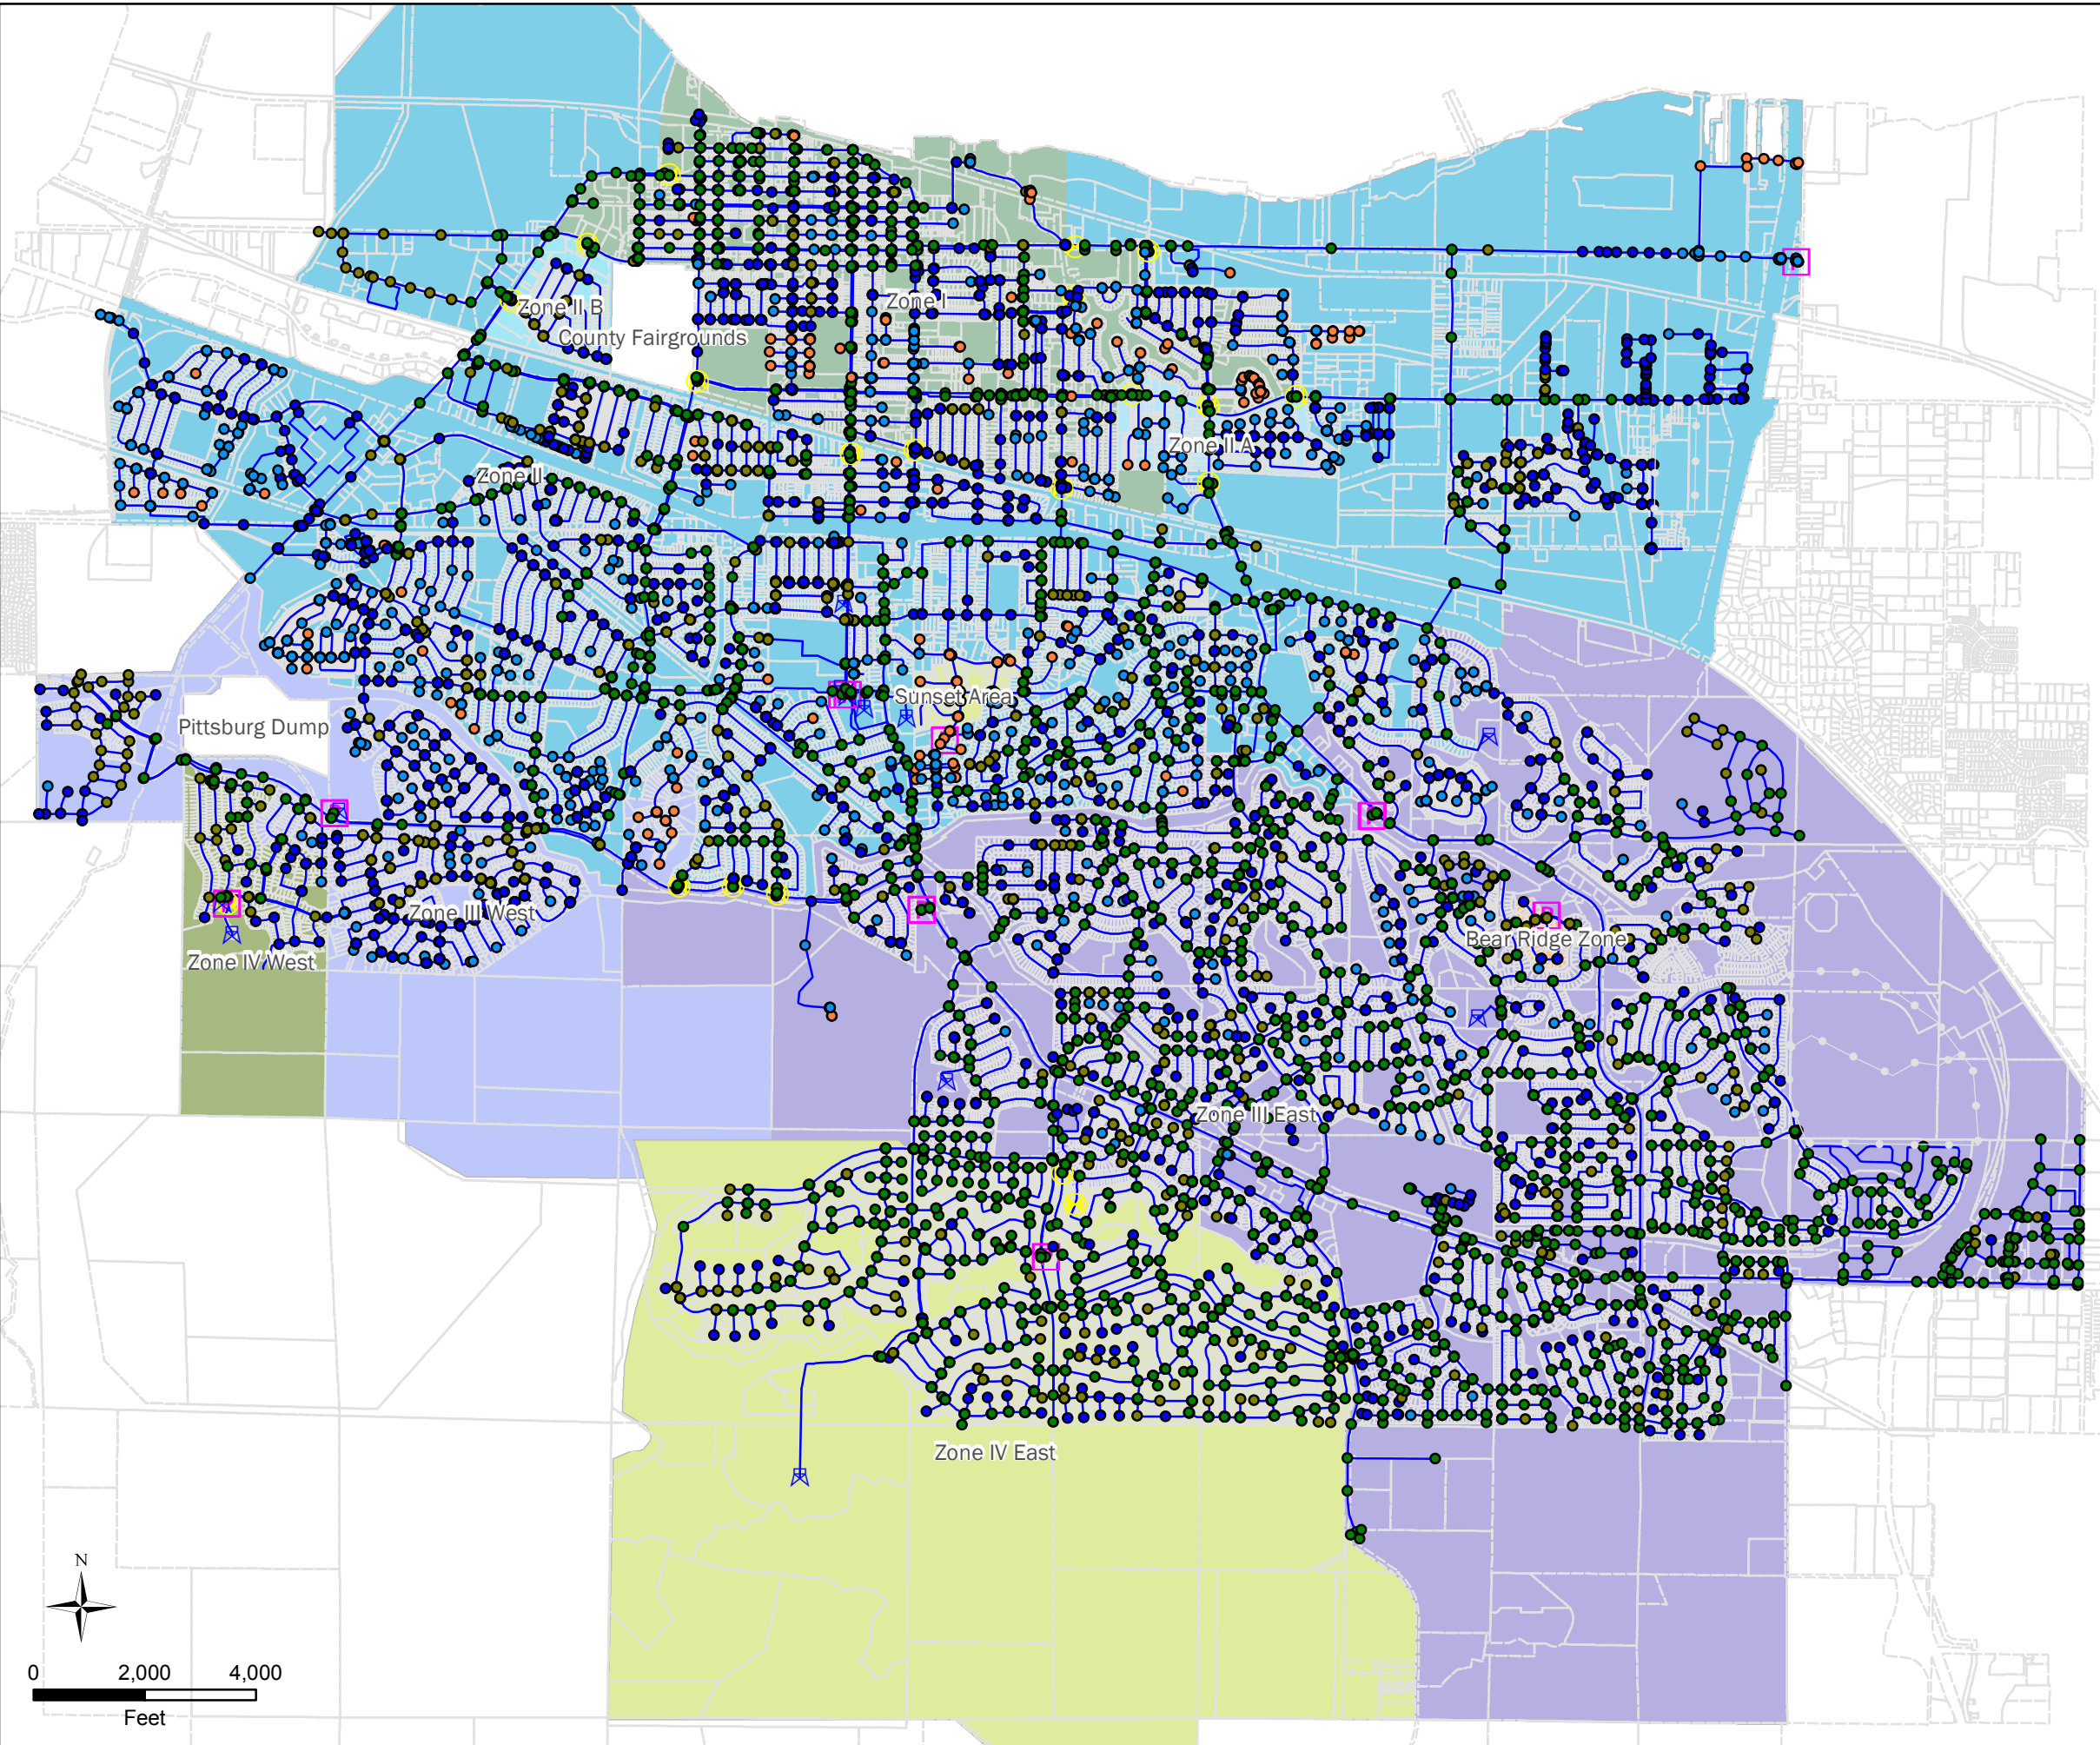 Zone II B
Zone I
County Fairgrounds
Zone II A
Zone II
Sunset Area
Pittsburg Dump
Zone III West
Bear Ridge Zone
Zone IV West
Zone III East
Zone IV East
N
0 2,000 4,000
Feet